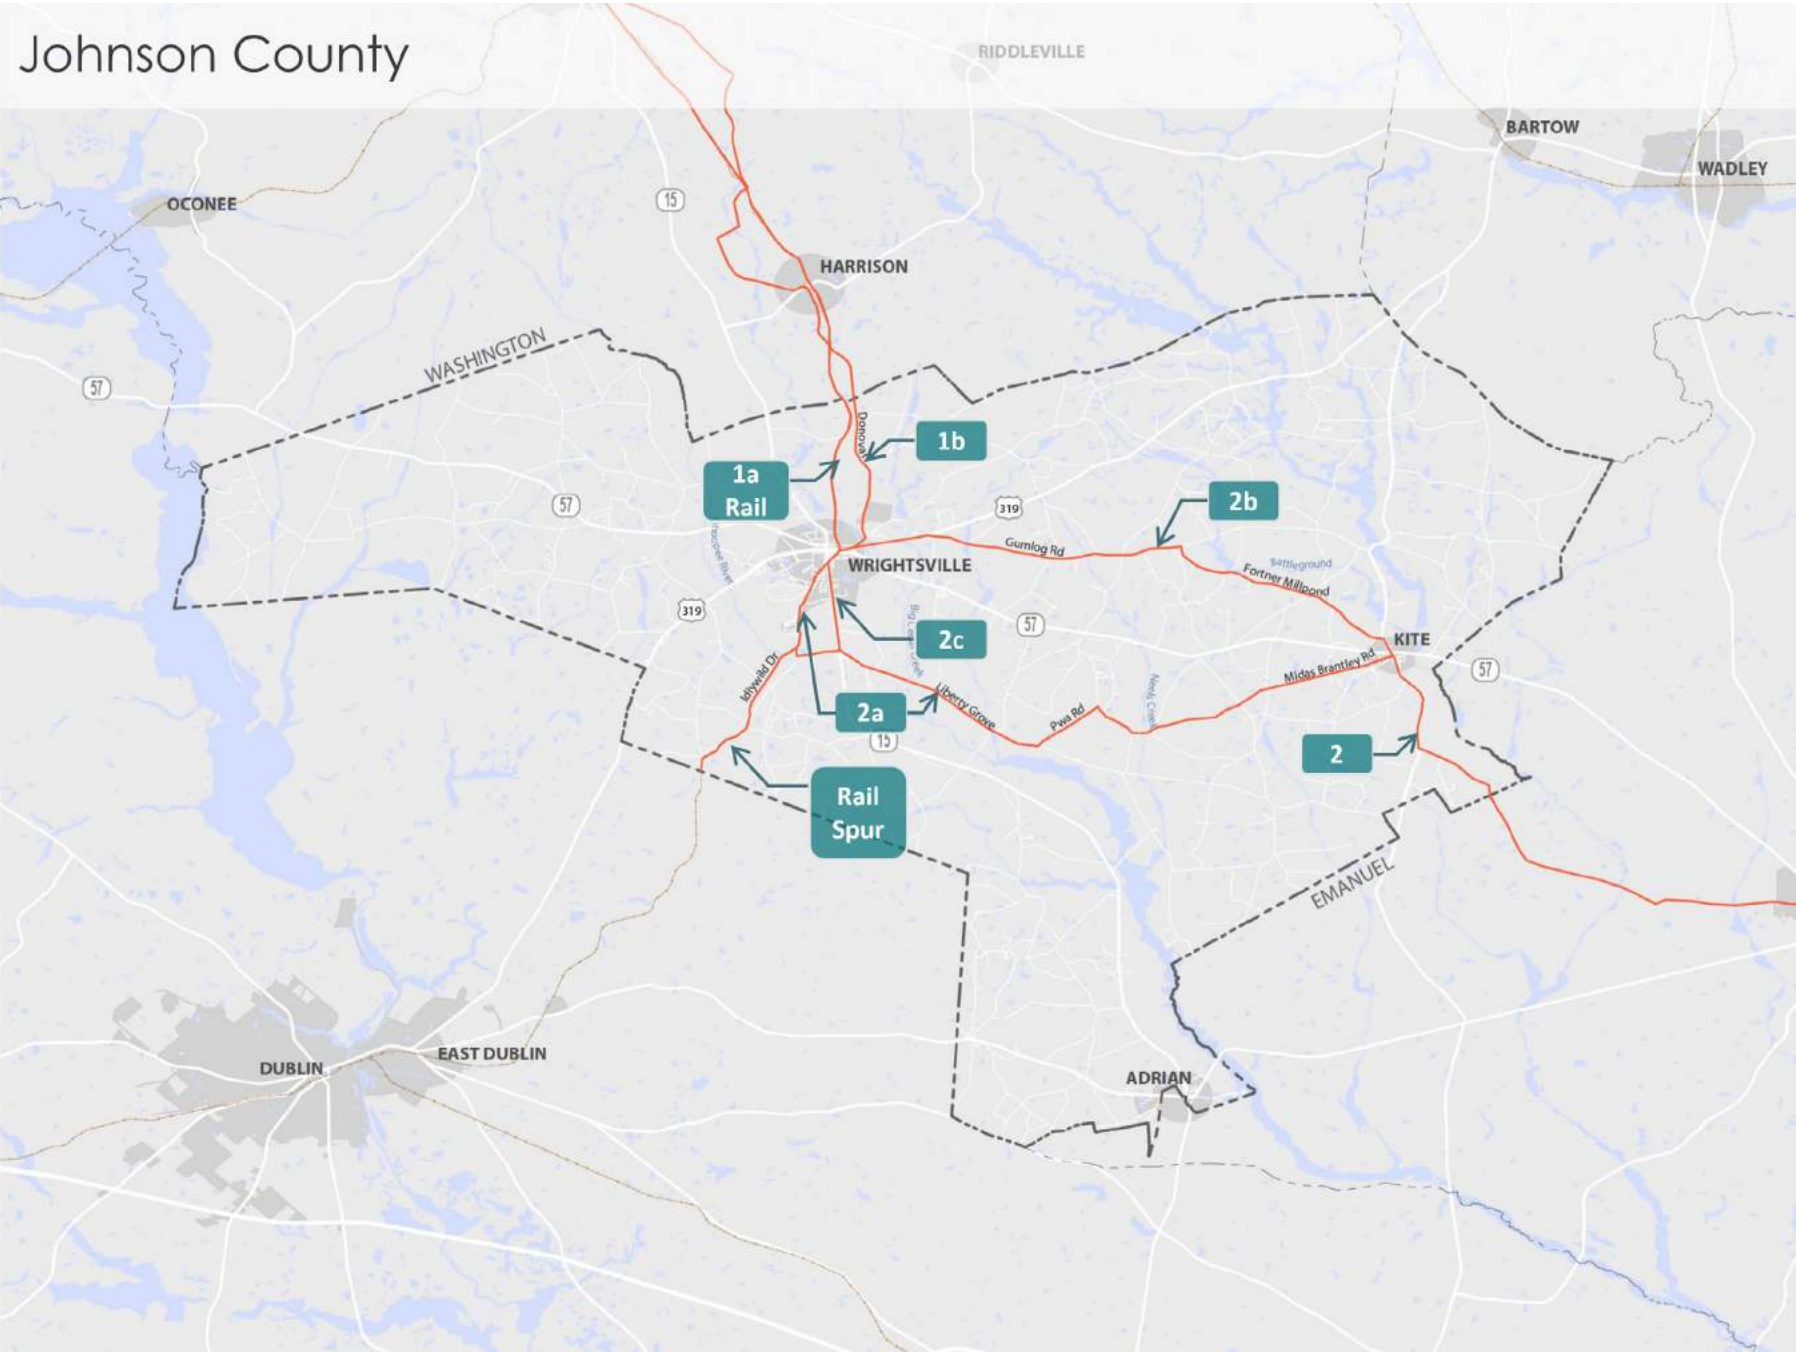 Johnson County
RIDDLEVILLE
BARTOW
WADLEY
OCONEE
15
HARRISON
WASHINGTON
57
Donovan
1b
1a
Rail
57
319
2b
Gumlog Rd
Battleground
Fortner Millpond
WRIGHTSVILLE
319
57
2c
KITE
57
Idlywild Dr
Midas Brantley Rd
Liberty Grove
Pwa Rd
2a
15
2
Rail
Spur
EMANUEL
EAST DUBLIN
DUBLIN
ADRIAN